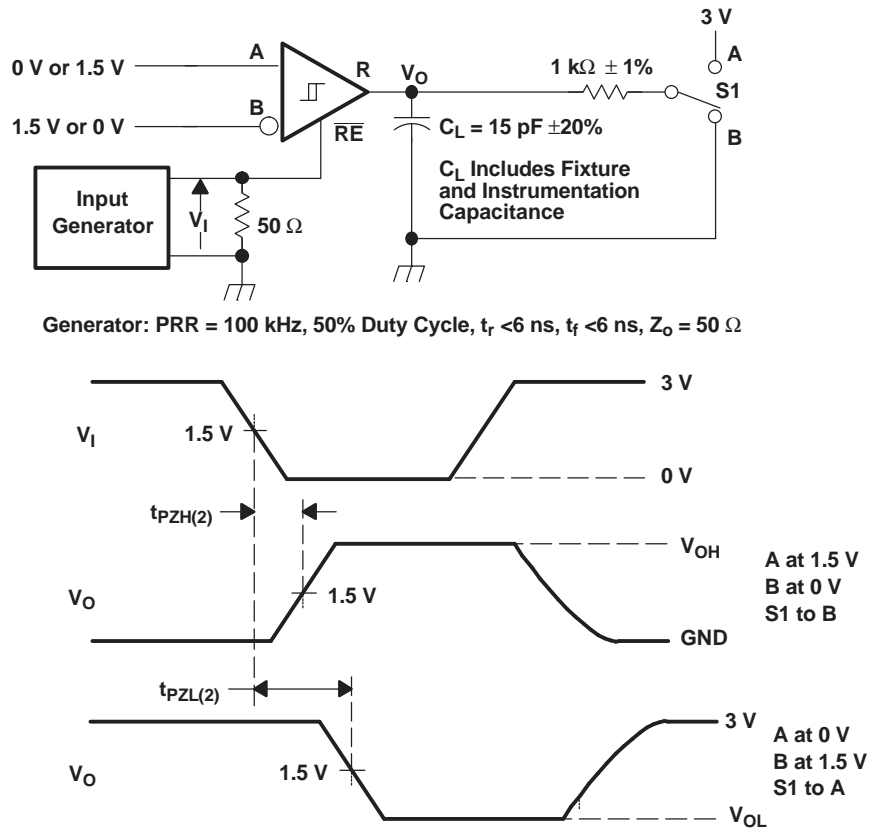 3 V
A
R
V_O
1 kΩ ± 1%
A
0 V or 1.5 V
S1
B
1.5 V or 0 V
RE
C_L = 15 pF ±20%
B
C_L Includes Fixture
and Instrumentation
Capacitance
Input
Generator
V_I
50 Ω
Generator: PRR = 100 kHz, 50% Duty Cycle, t_r <6 ns, t_f <6 ns, Z_o = 50 Ω
3 V
V_I
1.5 V
0 V
t_PZH(2)
V_OH
A at 1.5 V
B at 0 V
S1 to B
V_O
1.5 V
GND
t_PZL(2)
3 V
A at 0 V
B at 1.5 V
S1 to A
V_O
1.5 V
V_OL